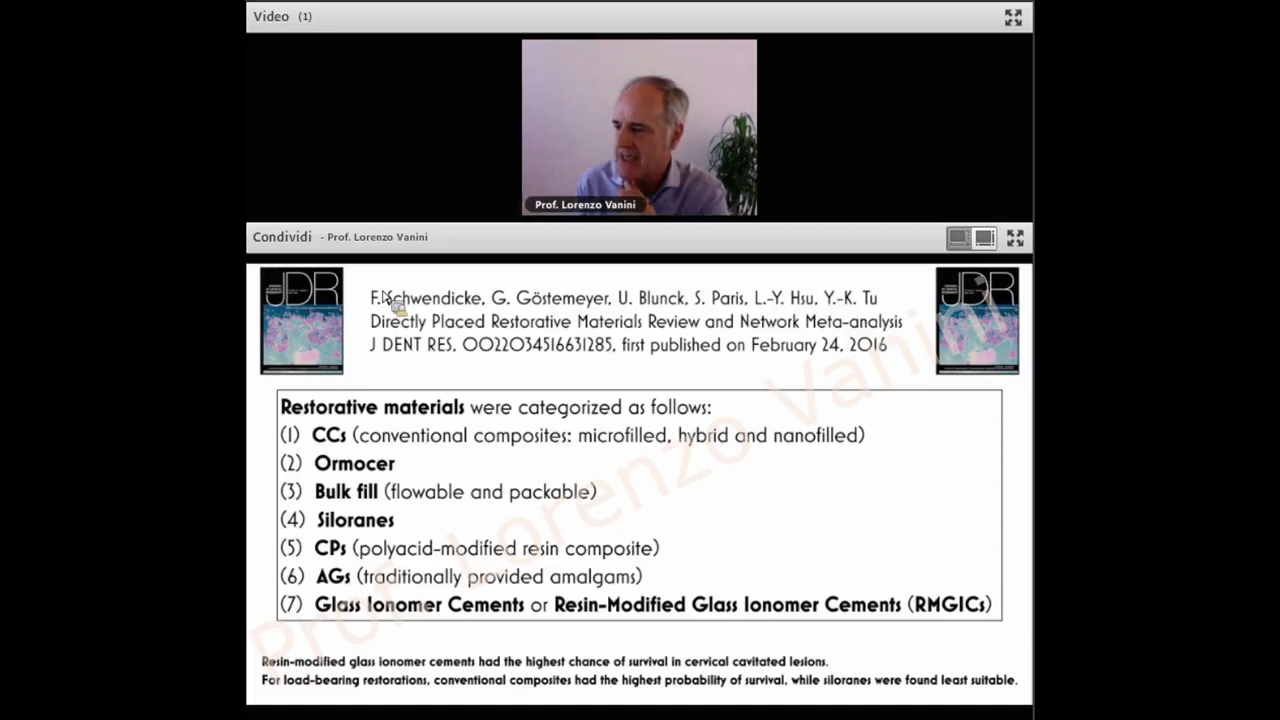 Video (1)
Prof. Lorenzo Vanini
Condividi - Prof. Lorenzo Vanini
JDR
JDR
F. Schwendicke, G. Göstemeyer, U. Blunck, S. Paris, L.-Y. Hsu, Y.-K. Tu
Directly Placed Restorative Materials Review and Network Meta-analysis
J DENT RES, 0022034516631285, first published on February 24, 2016
Restorative materials were categorized as follows:
(1) CCs (conventional composites: microfilled, hybrid and nanofilled)
(2) Ormocer
(3) Bulk fill (flowable and packable)
(4) Siloranes
(5) CPs (polyacid-modified resin composite)
(6) AGs (traditionally provided amalgams)
(7) Glass Ionomer Cements or Resin-Modified Glass Ionomer Cements (RMGICs)
Prof. Lorenzo Vanini
Resin-modified glass ionomer cements had the highest chance of survival in cervical cavitated lesions.
For load-bearing restorations, conventional composites had the highest probability of survival, while siloranes were found least suitable.